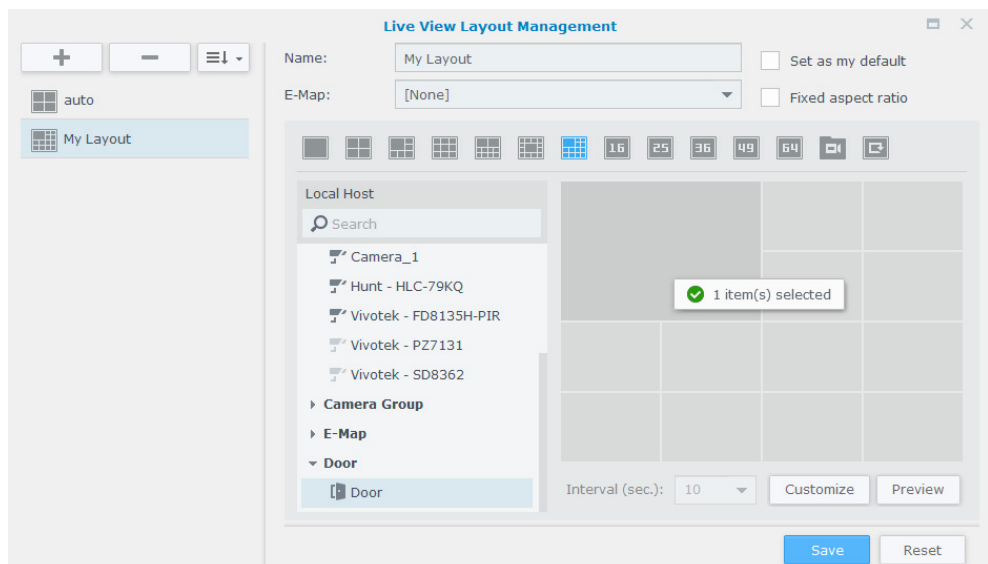 Live View Layout Management
Name:
My Layout
Set as my default
E-Map:
[None]
Fixed aspect ratio
auto
My Layout
16
25
36
49
64
Local Host
Search
Camera_1
Hunt - HLC-79KQ
Vivotek - FD8135H-PIR
Vivotek - PZ7131
Vivotek - SD8362
Camera Group
E-Map
Door
Door
1 item(s) selected
Interval (sec.):
10
Customize
Preview
Save
Reset